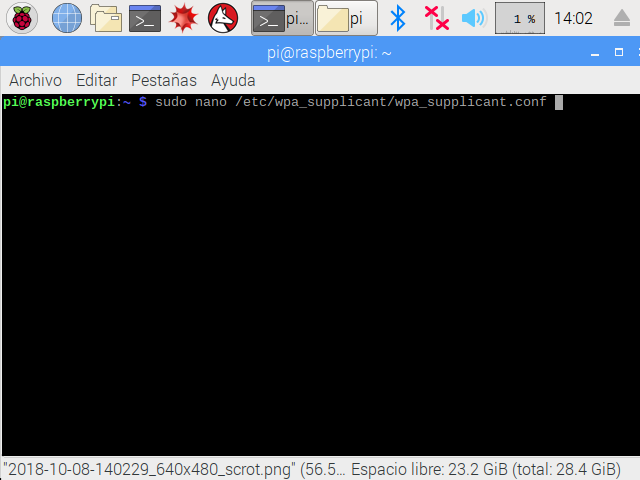 pi... pi 1 % 14:02
pi@raspberrypi: ~
Archivo Editar Pestañas Ayuda
pi@raspberrypi:~ $ sudo nano /etc/wpa_supplicant/wpa_supplicant.conf
"2018-10-08-140229_640x480_scrot.png" (56.5... Espacio libre: 23.2 GiB (total: 28.4 GiB)